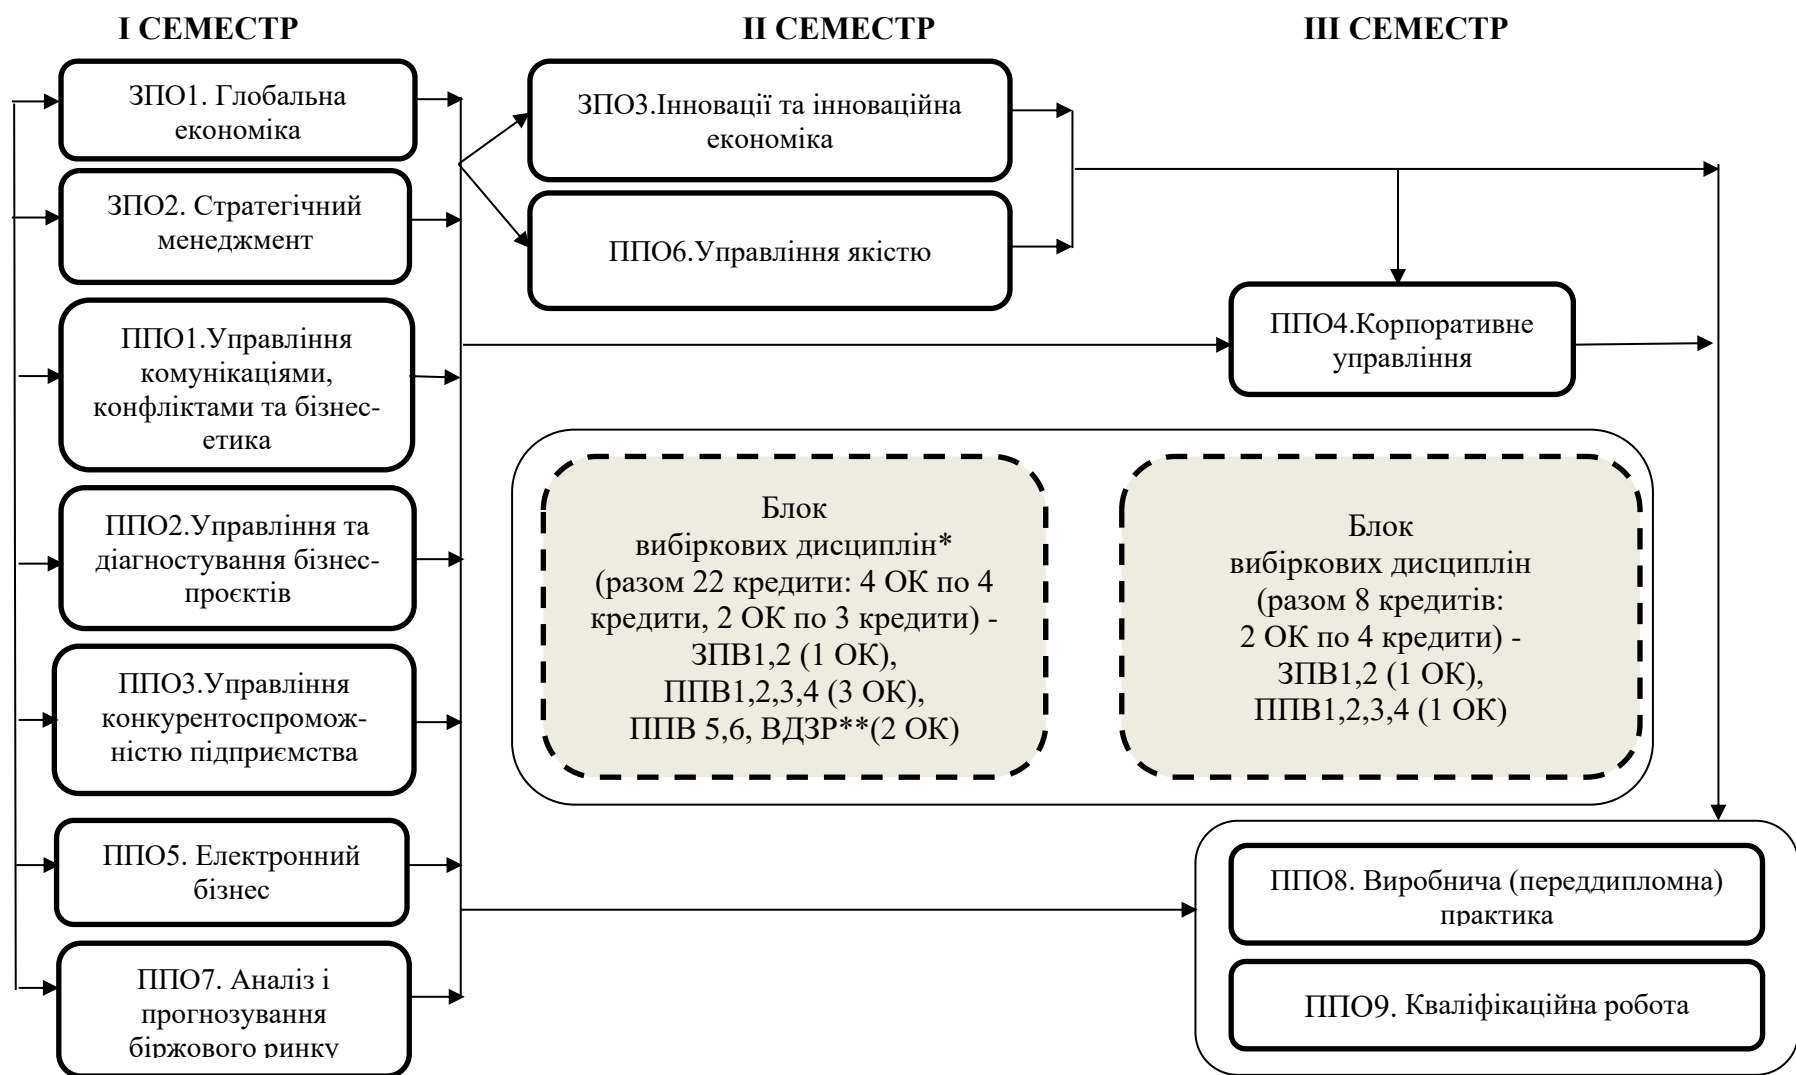 I СЕМЕСТР
II СЕМЕСТР
III СЕМЕСТР
ЗПО1. Глобальна
економіка
ЗПО2. Стратегічний
менеджмент
ППО1.Управління
комунікаціями,
конфліктами та бізнес-
етика
ППО2.Управління та
діагностування бізнес-
проєктів
ППО3.Управління
конкурентоспромож-
ністю підприємства
ППО5. Електронний
бізнес
ППО7. Аналіз і
прогнозування
біржового ринку
ЗПО3.Інновації та інноваційна
економіка
ППО6.Управління якістю
ППО4.Корпоративне
управління
Блок
вибіркових дисциплін*
(разом 22 кредити: 4 ОК по 4
кредити, 2 ОК по 3 кредити) -
ЗПВ1,2 (1 ОК),
ППВ1,2,3,4 (3 ОК),
ППВ 5,6, ВДЗР**(2 ОК)
Блок
вибіркових дисциплін
(разом 8 кредитів:
2 ОК по 4 кредити) -
ЗПВ1,2 (1 ОК),
ППВ1,2,3,4 (1 ОК)
ППО8. Виробнича (переддипломна)
практика
ППО9. Кваліфікаційна робота